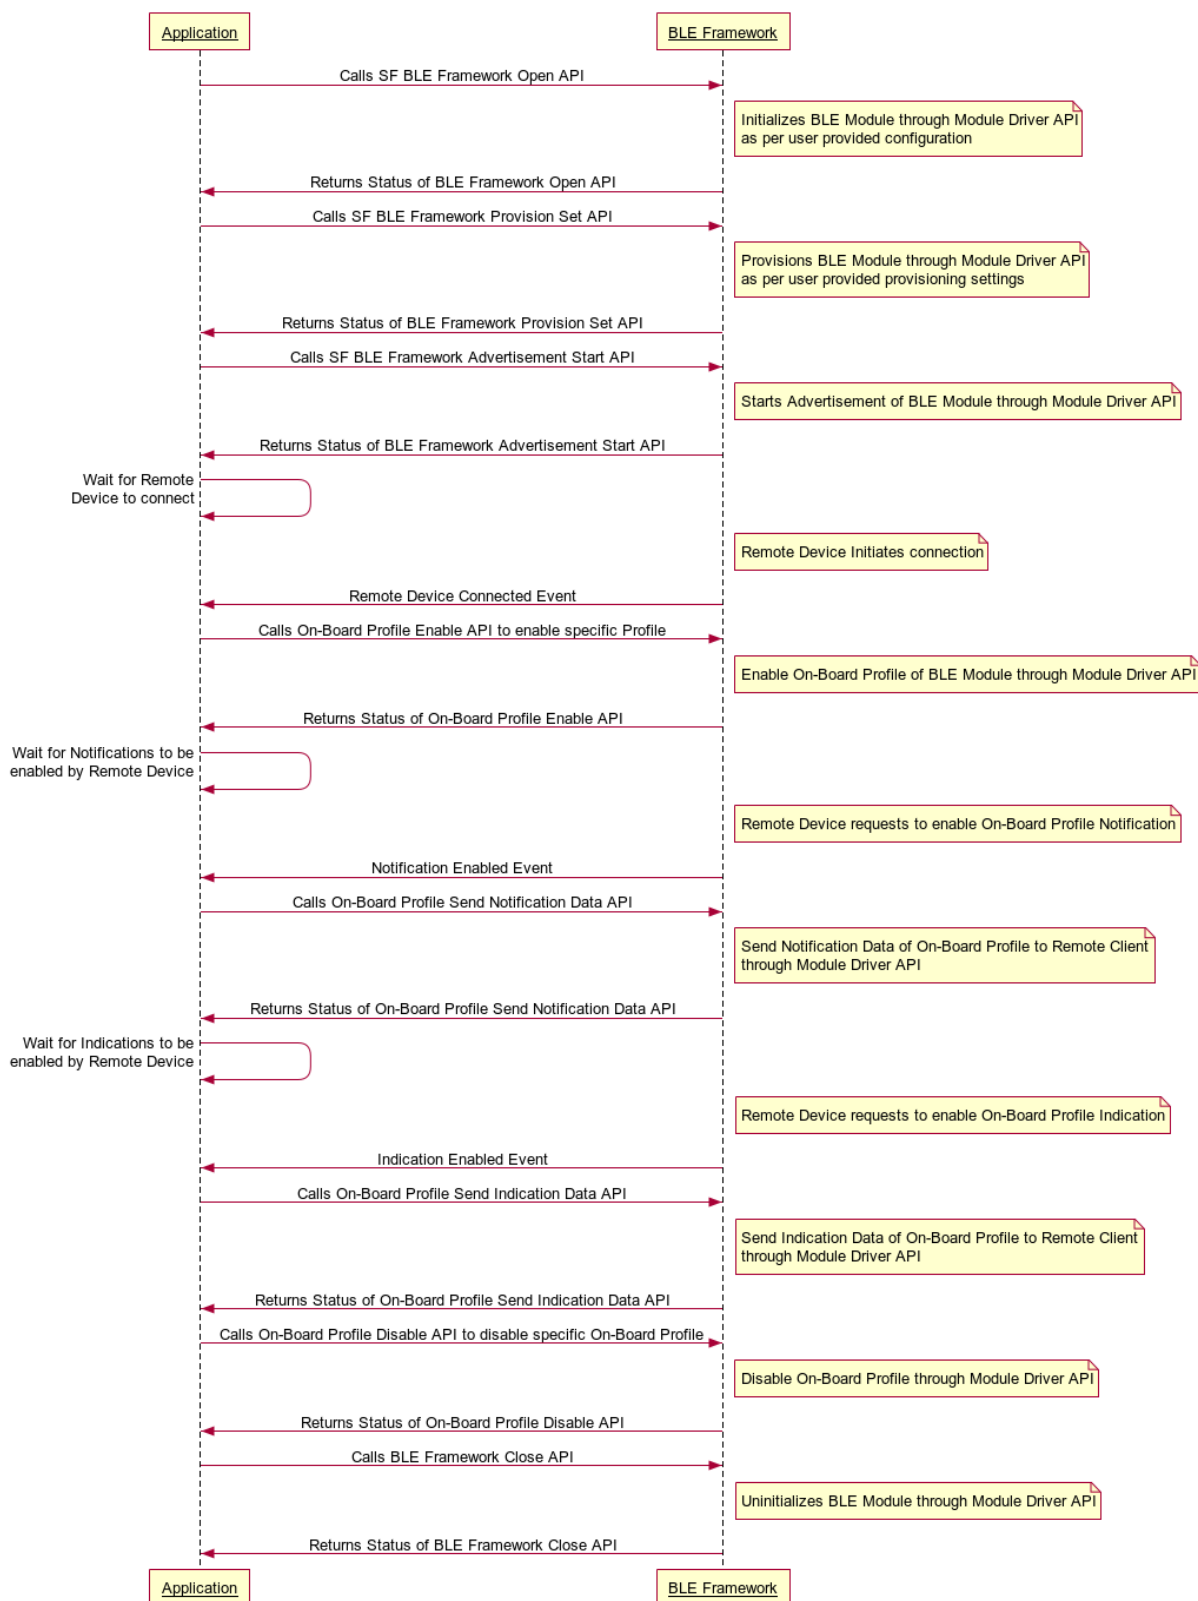 Application
BLE Framework
Calls SF BLE Framework Open API
Initializes BLE Module through Module Driver API
as per user provided configuration
Returns Status of BLE Framework Open API
Calls SF BLE Framework Provision Set API
Provisions BLE Module through Module Driver API
as per user provided provisioning settings
Returns Status of BLE Framework Provision Set API
Calls SF BLE Framework Advertisement Start API
Starts Advertisement of BLE Module through Module Driver API
Returns Status of BLE Framework Advertisement Start API
Wait for Remote
Device to connect
Remote Device Initiates connection
Remote Device Connected Event
Calls On-Board Profile Enable API to enable specific Profile
Enable On-Board Profile of BLE Module through Module Driver API
Returns Status of On-Board Profile Enable API
Wait for Notifications to be
enabled by Remote Device
Remote Device requests to enable On-Board Profile Notification
Notification Enabled Event
Calls On-Board Profile Send Notification Data API
Send Notification Data of On-Board Profile to Remote Client
through Module Driver API
Returns Status of On-Board Profile Send Notification Data API
Wait for Indications to be
enabled by Remote Device
Remote Device requests to enable On-Board Profile Indication
Indication Enabled Event
Calls On-Board Profile Send Indication Data API
Send Indication Data of On-Board Profile to Remote Client
through Module Driver API
Returns Status of On-Board Profile Send Indication Data API
Calls On-Board Profile Disable API to disable specific On-Board Profile
Disable On-Board Profile through Module Driver API
Returns Status of On-Board Profile Disable API
Calls BLE Framework Close API
Uninitializes BLE Module through Module Driver API
Returns Status of BLE Framework Close API
Application
BLE Framework